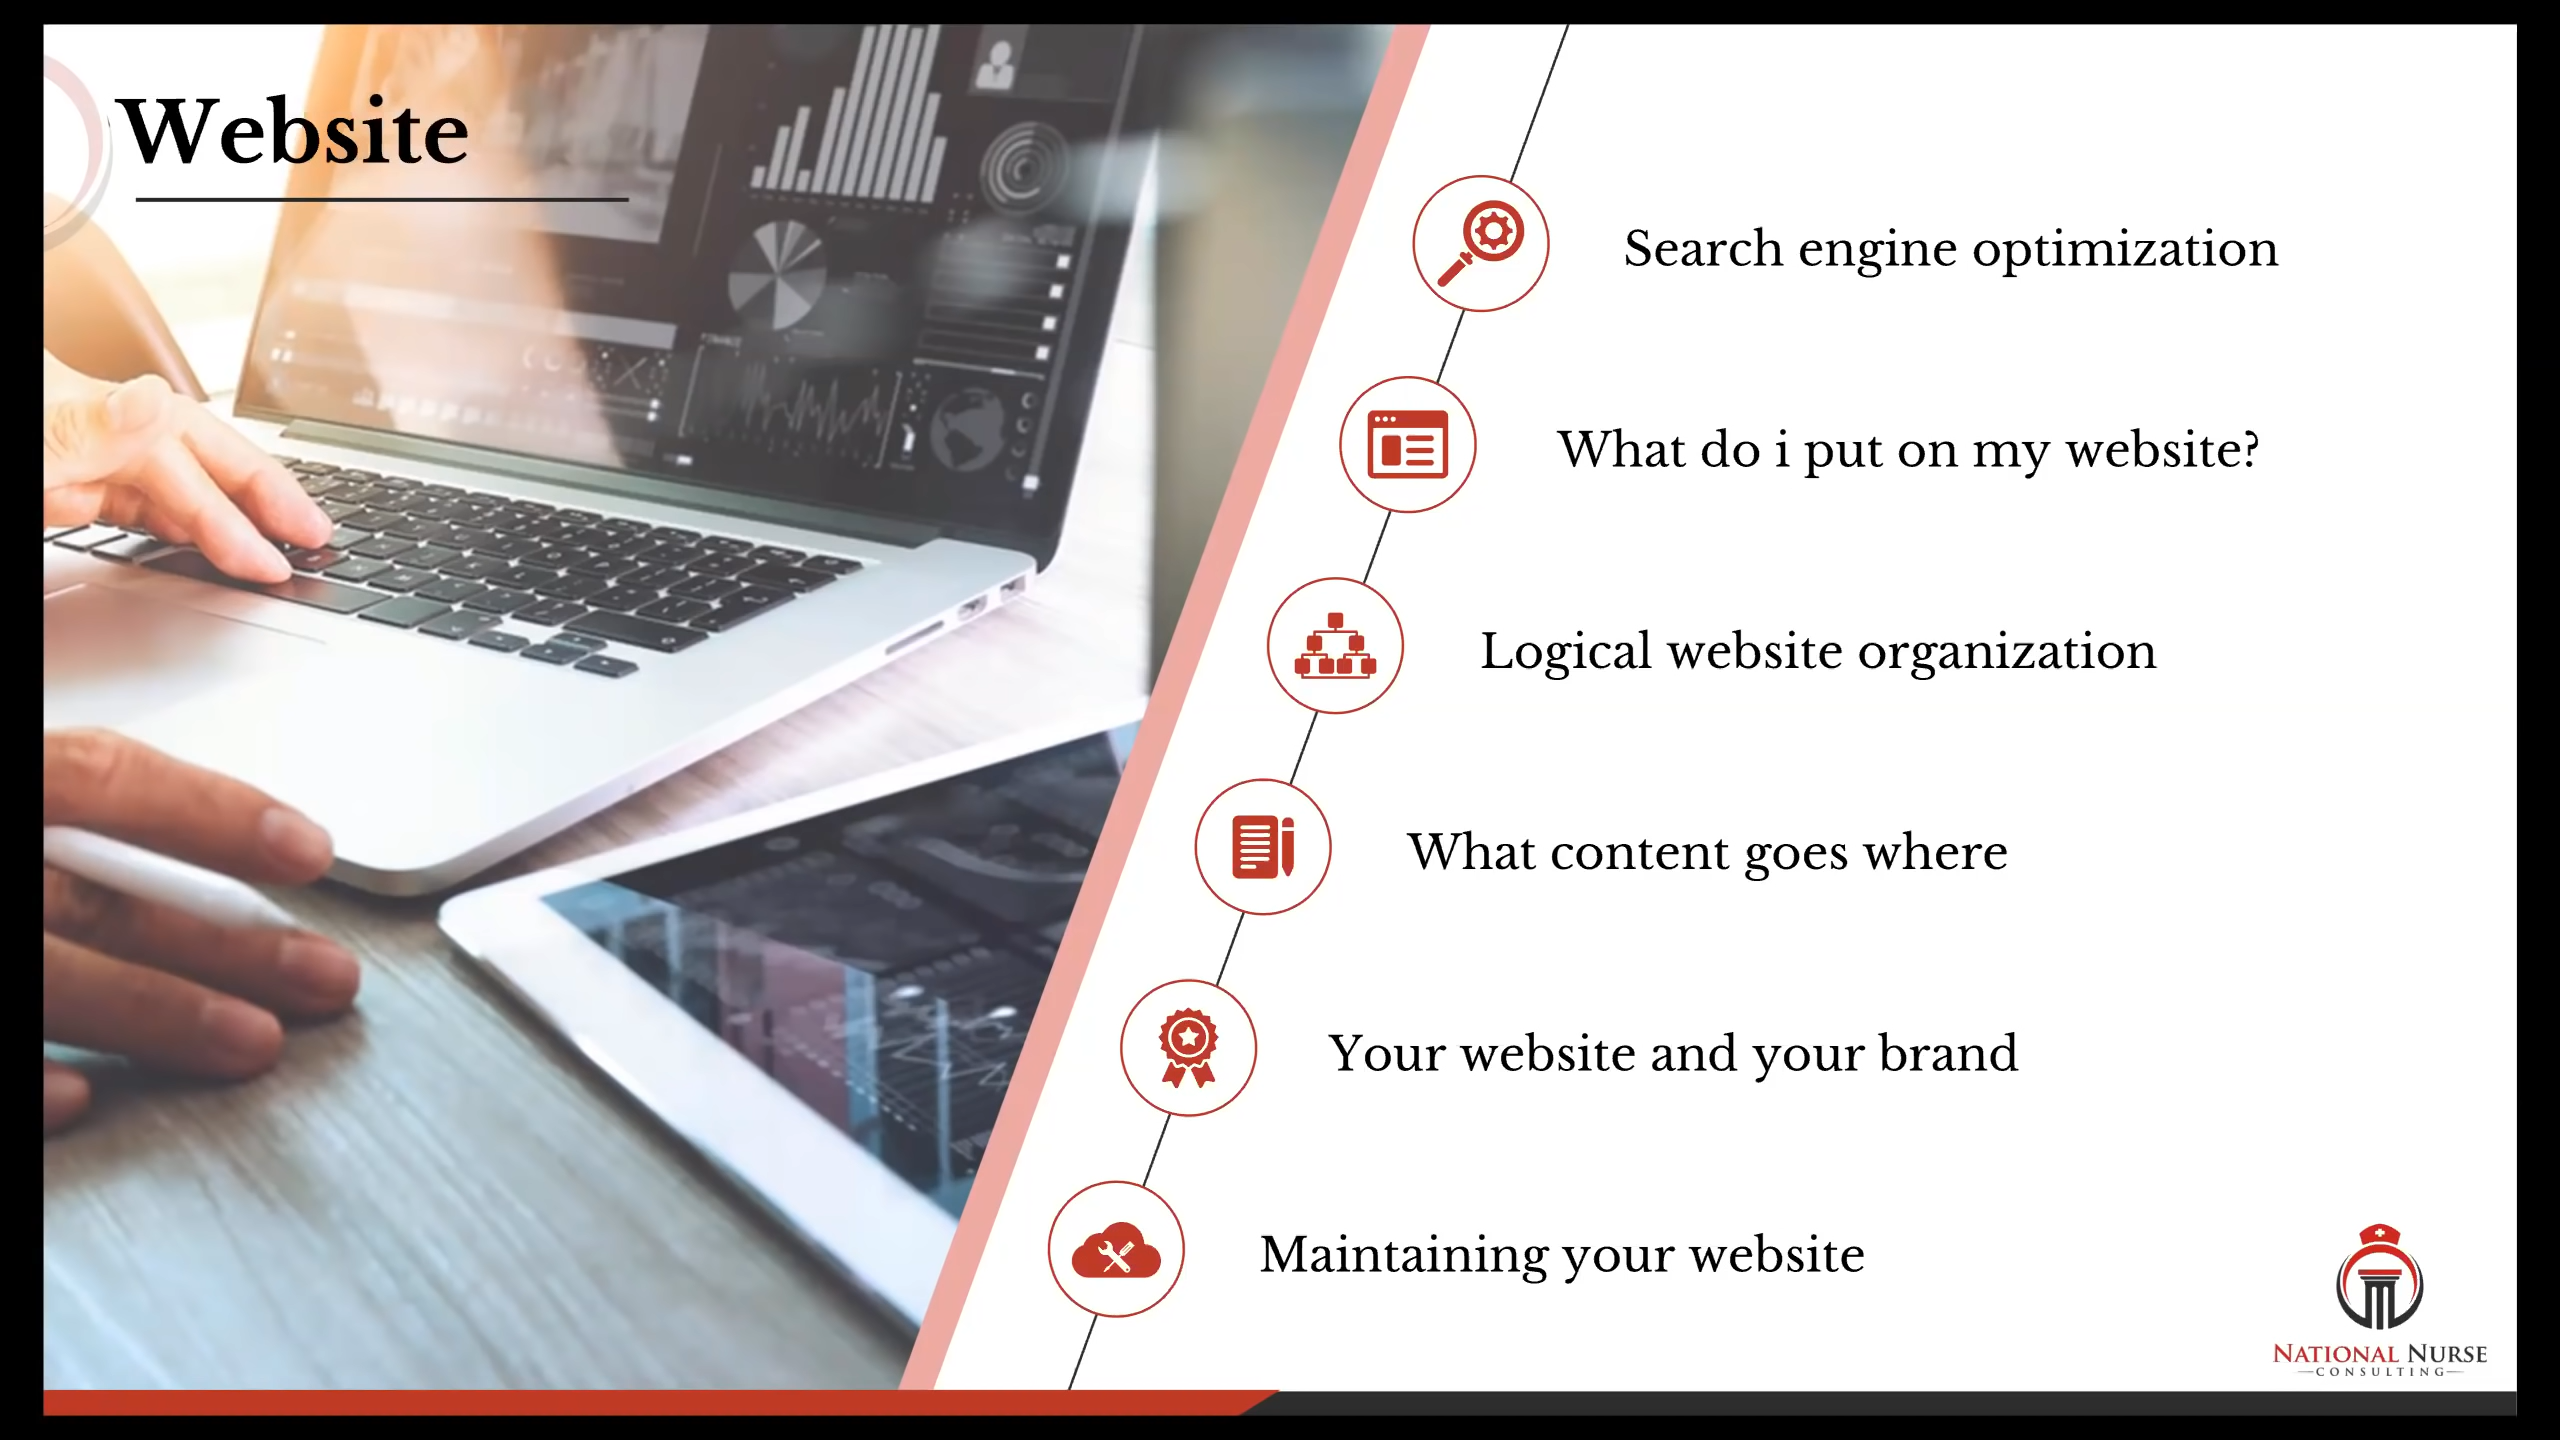 Website
Search engine optimization
What do i put on my website?
Logical website organization
What content goes where
Your website and your brand
Maintaining your website
NATIONAL NURSE
CONSULTING